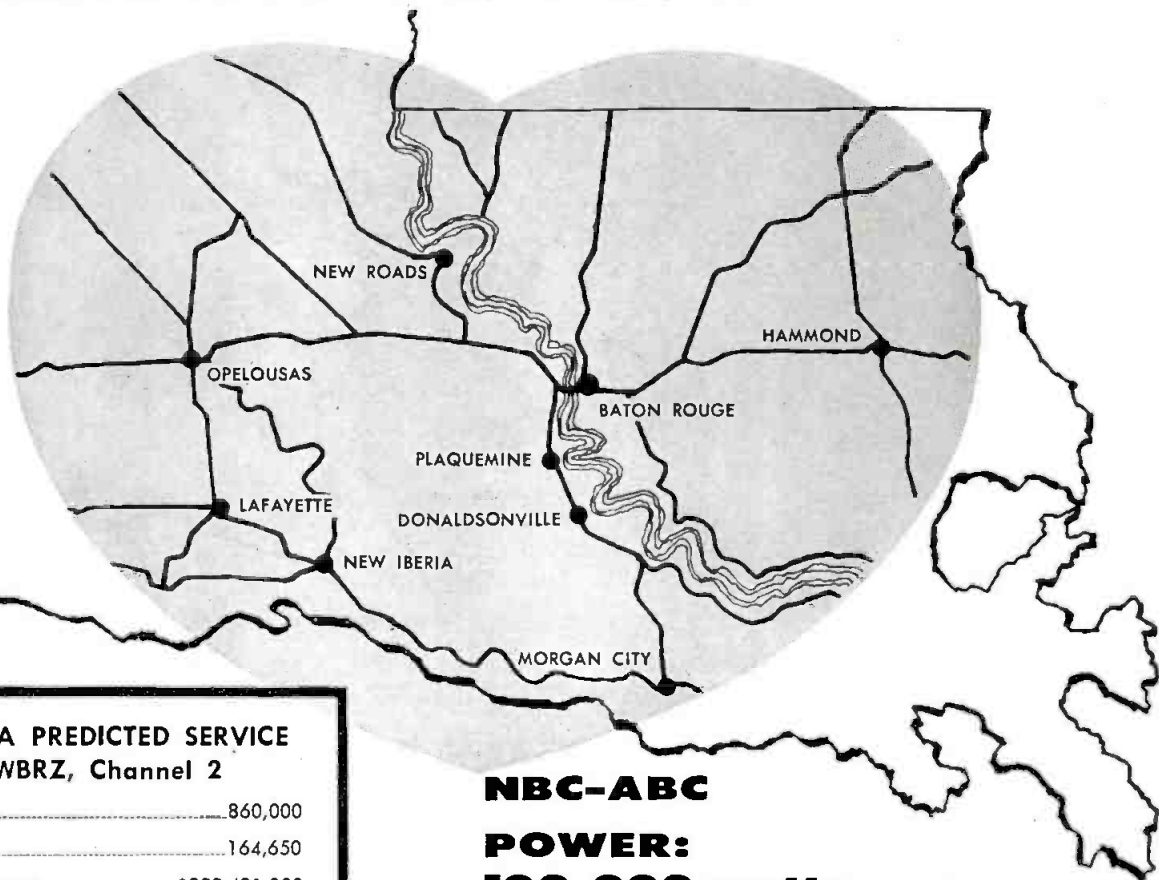 NEW ROADS
HAMMOND
OPELOUSAS
BATON ROUGE
PLAQUEMINE
LAFAYETTE
DONALDSONVILLE
NEW IBERIA
MORGAN CITY
A PREDICTED SERVICE
WBRZ, Channel 2
860,000
164,650
NBC-ABC
POWER: